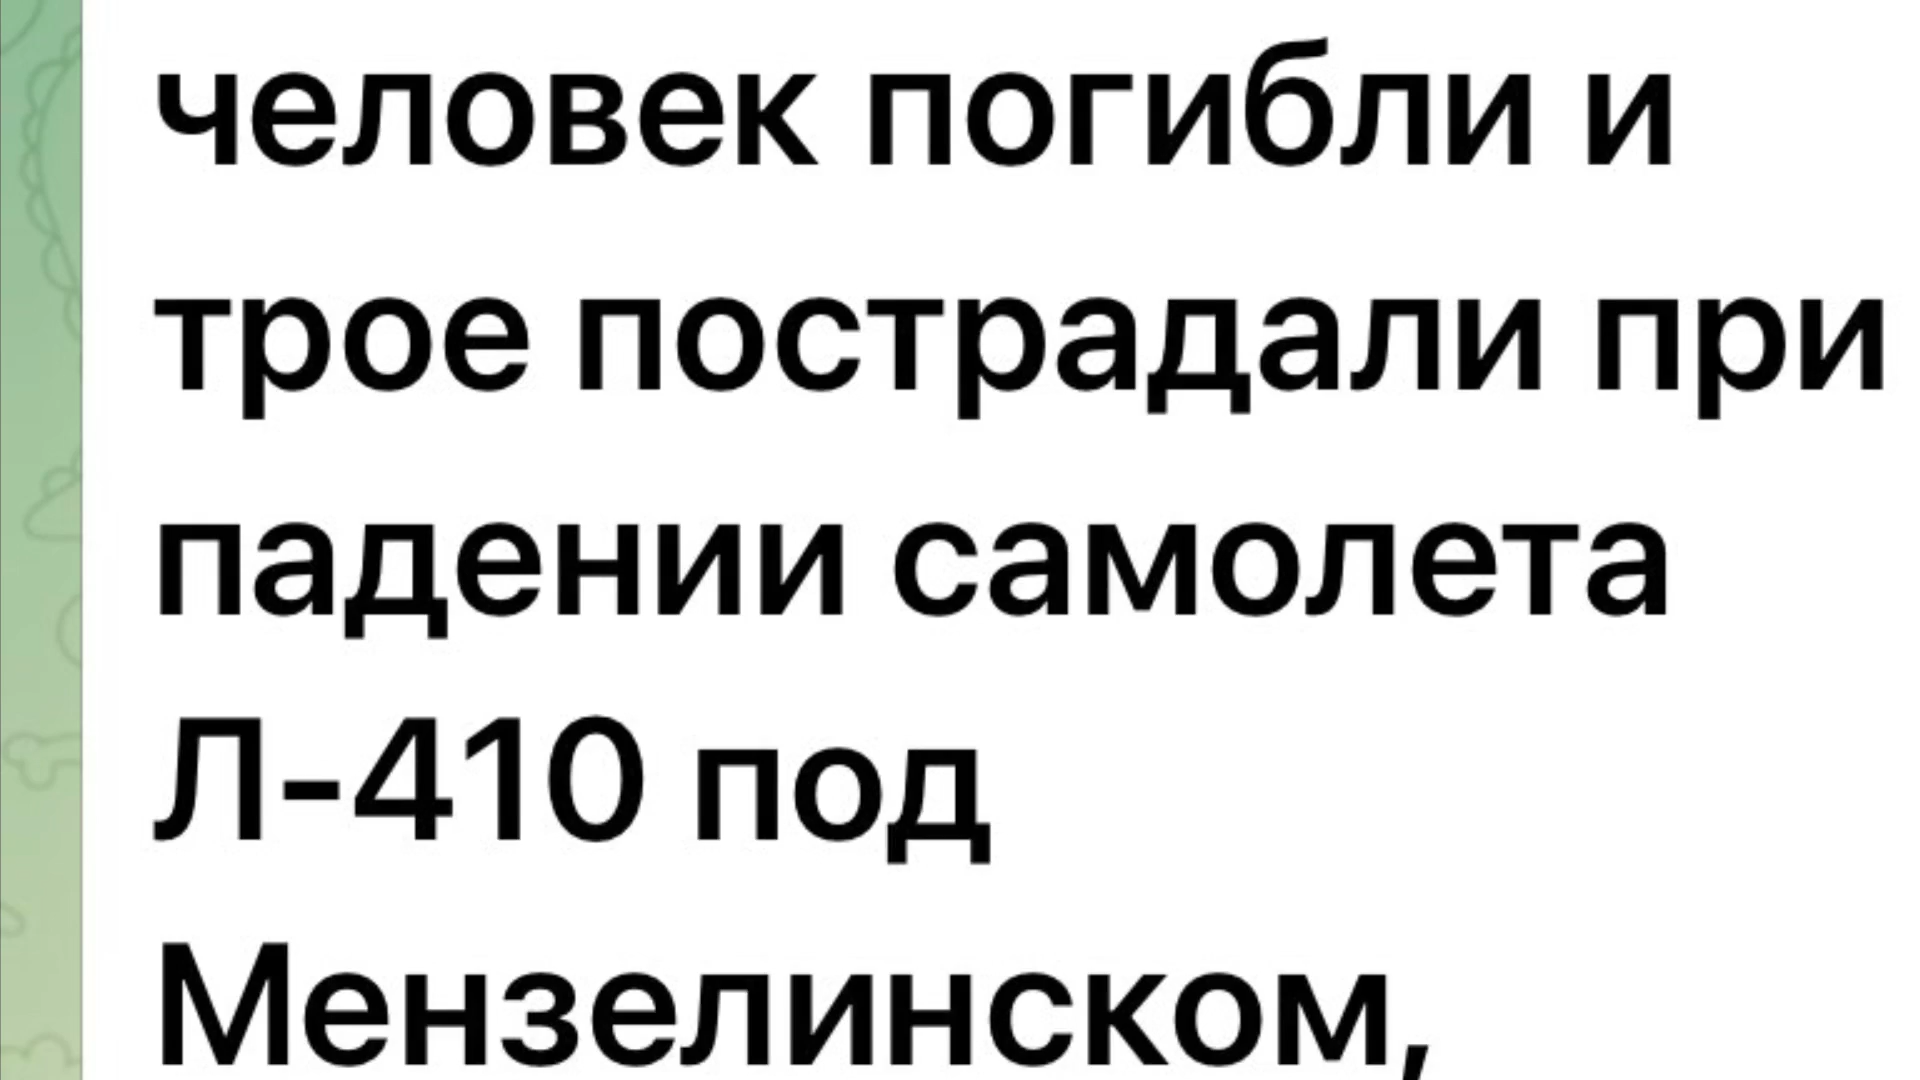 человек погибли и
трое пострадали при
падении самолета
Л-410 под
Мензелинском,